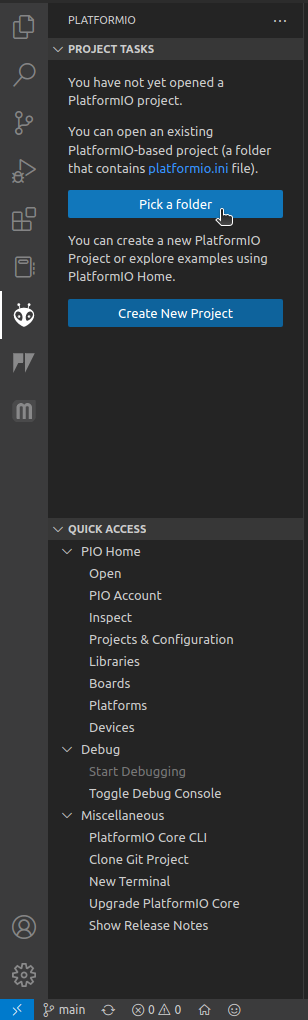 PLATFORMIO
PROJECT TASKS
You have not yet opened a
PlatformIO project.
You can open an existing
PlatformIO-based project (a folder
that contains platformio.ini file).
Pick a folder
You can create a new PlatformIO
Project or explore examples using
PlatformIO Home.
Create New Project
m
QUICK ACCESS
PIO Home
Open
PIO Account
Inspect
Projects & Configuration
Libraries
Boards
Platforms
Devices
Debug
Start Debugging
Toggle Debug Console
Miscellaneous
PlatformIO Core CLI
Clone Git Project
New Terminal
Upgrade PlatformIO Core
Show Release Notes
main 0 0